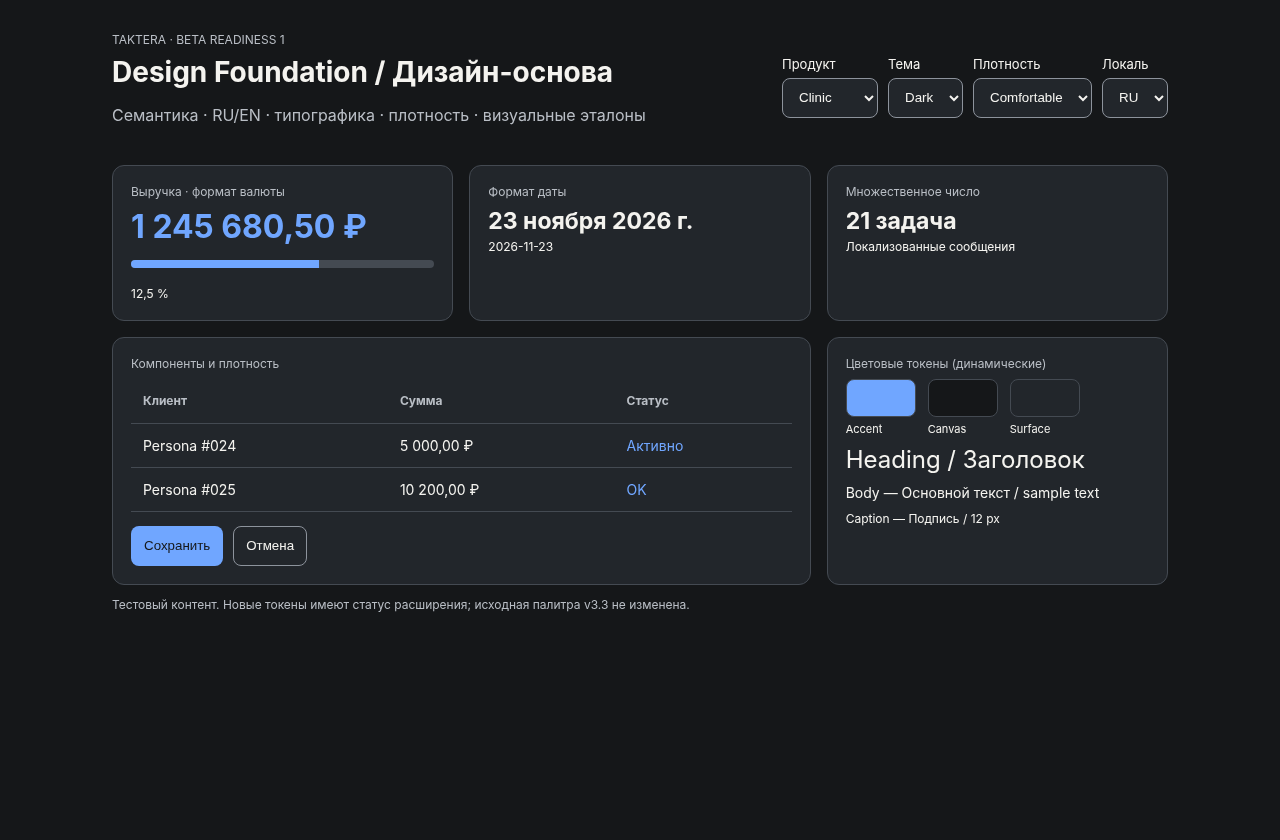 TAKTERA · BETA READINESS 1
Design Foundation / Дизайн-основа
Семантика · RU/EN · типографика · плотность · визуальные эталоны
Продукт Тема Плотность Локаль
Clinic Dark Comfortable RU
Выручка · формат валюты
1 245 680,50 ₽
12,5 %
Формат даты
23 ноября 2026 г.
2026-11-23
Множественное число
21 задача
Локализованные сообщения
Компоненты и плотность
Клиент Сумма Статус
Persona #024 5 000,00 ₽ Активно
Persona #025 10 200,00 ₽ OK
Сохранить Отмена
Цветовые токены (динамические)
Accent Canvas Surface
Heading / Заголовок
Body — Основной текст / sample text
Caption — Подпись / 12 px
Тестовый контент. Новые токены имеют статус расширения; исходная палитра v3.3 не изменена.